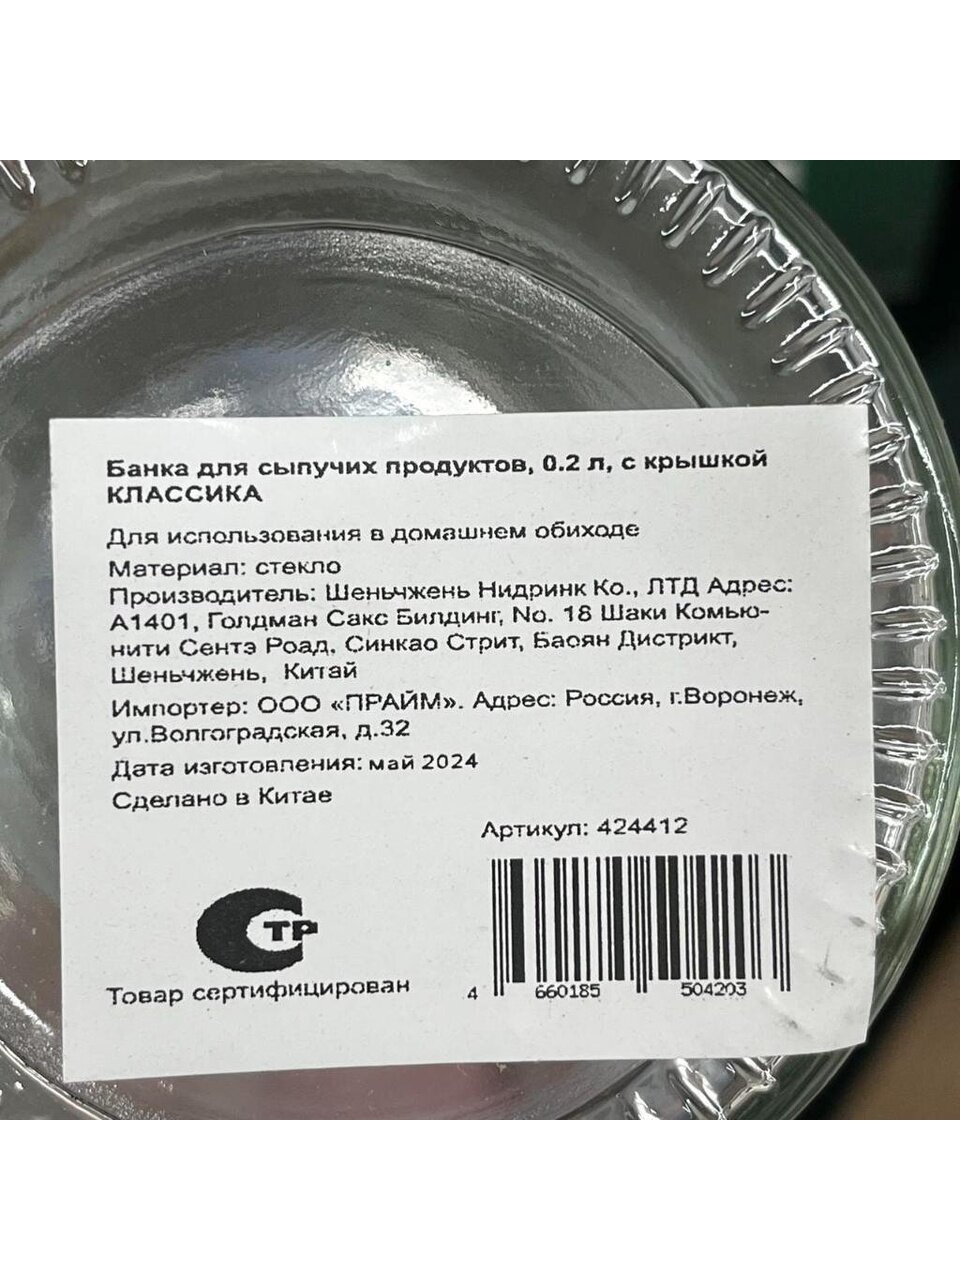 Банка для сыпучих продуктов, 0.2 л, с крышкой
КЛАССИКА
Для использования в домашнем обиходе
Материал: стекло
Производитель: Шеньчжень Нидринк Ко., ЛТД Адрес:
А1401, Голдман Сакс Билдинг, No. 18 Шаки Комью-
нити Сентэ Роад, Синкао Стрит, Баоян Дистрикт,
Шеньчжень, Китай
Импортер: ООО «ПРАЙМ». Адрес: Россия, г.Воронеж,
ул.Волгоградская, д.32
Дата изготовления: май 2024
Сделано в Китае
Артикул: 424412
СТР
Товар сертифицирован
4 660185 504203